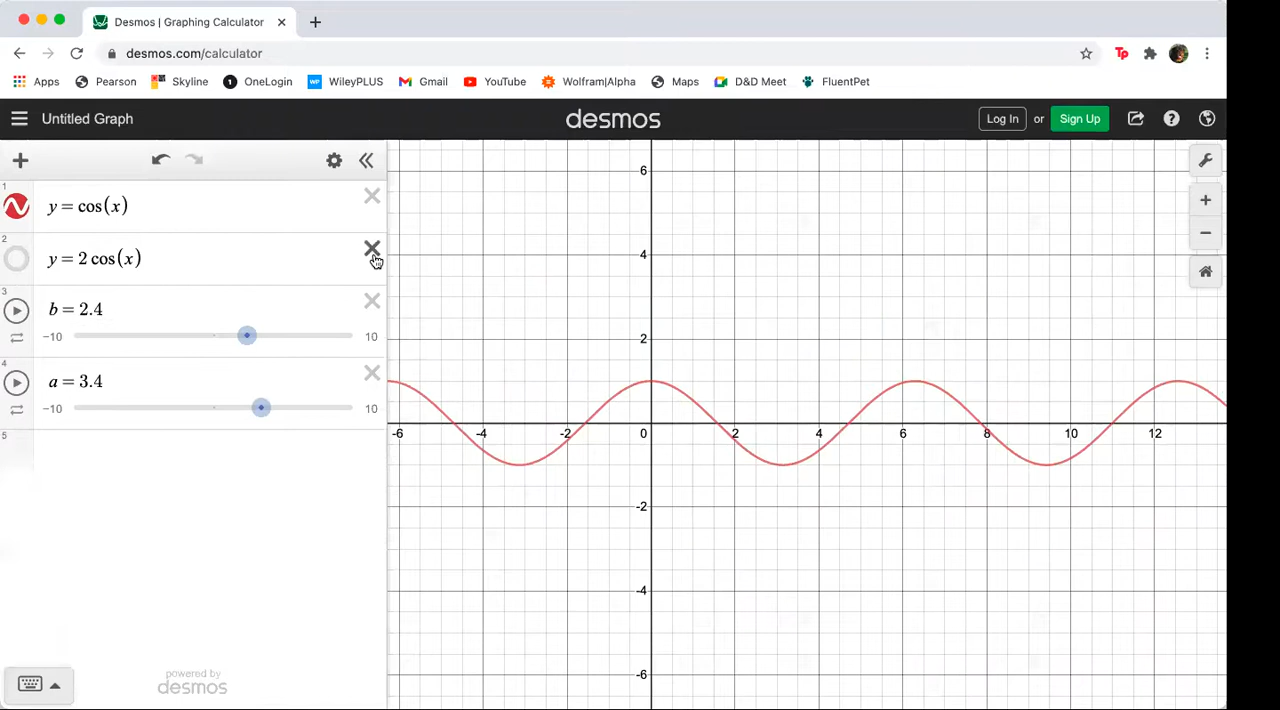 Desmos | Graphing Calculator
desmos.com/calculator
Apps Pearson Skyline 1 OneLogin WP WileyPLUS Gmail YouTube Wolfram|Alpha Maps D&D Meet FluentPet
Tp
Untitled Graph
desmos
Log In or Sign Up
1
y = cos(x)
2
y = 2 cos(x)
3
b = 2.4
-10 10
4
a = 3.4
-10 10
5
powered by
desmos
6
4
2
-6 -4 -2 0 2 4 6 8 10 12
-2
-4
-6